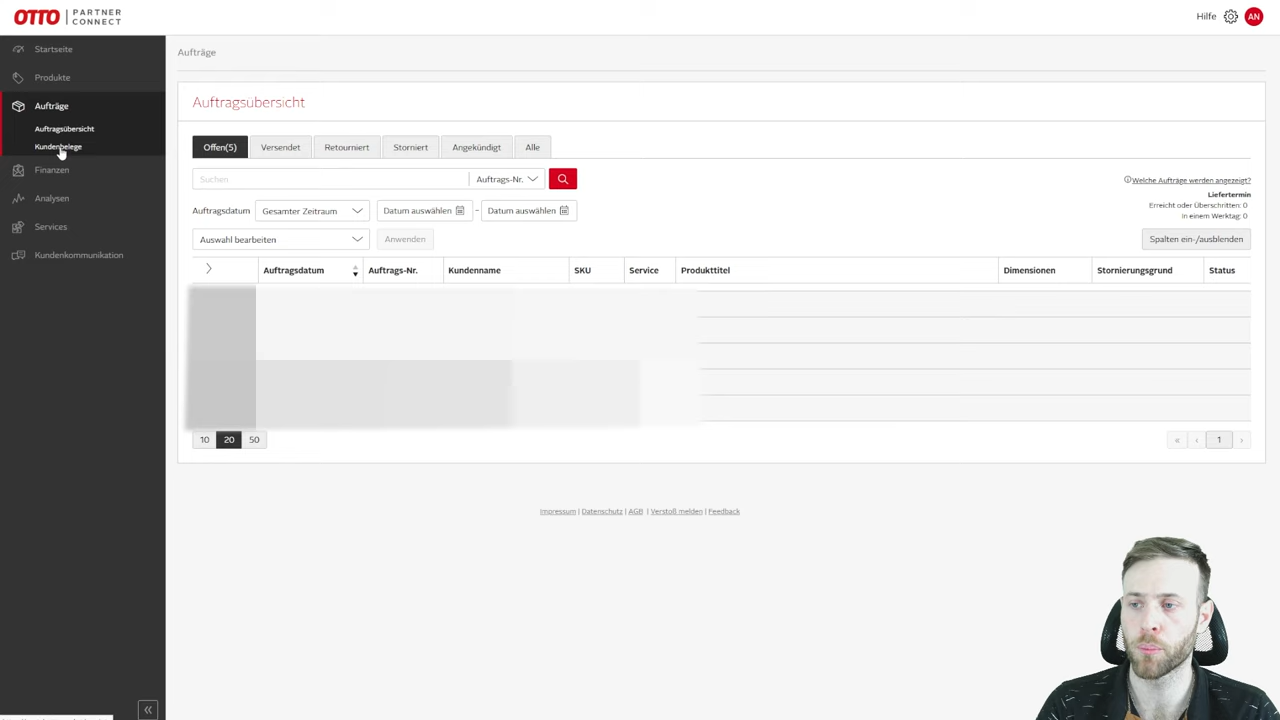 OTTO | PARTNER CONNECT
Hilfe
AN
Startseite
Produkte
Aufträge
Auftragsübersicht
Kundenbelege
Finanzen
Analysen
Services
Kundenkommunikation
Aufträge
Auftragsübersicht
Offen(5) Versendet Retourniert Storniert Angekündigt Alle
Suchen Auftrags-Nr.
Welche Aufträge werden angezeigt?
Liefertermin
Erreicht oder Überschritten: 0
in einem Werktag: 0
Auftragsdatum Gesamter Zeitraum Datum auswählen - Datum auswählen
Auswahl bearbeiten Anwenden Spalten ein-/ausblenden
Auftragsdatum Auftrags-Nr. Kundenname SKU Service Produkttitel Dimensionen Stornierungsgrund Status
10 20 50 « ‹ 1 ›
Impressum | Datenschutz | AGB | Verstoß melden | Feedback